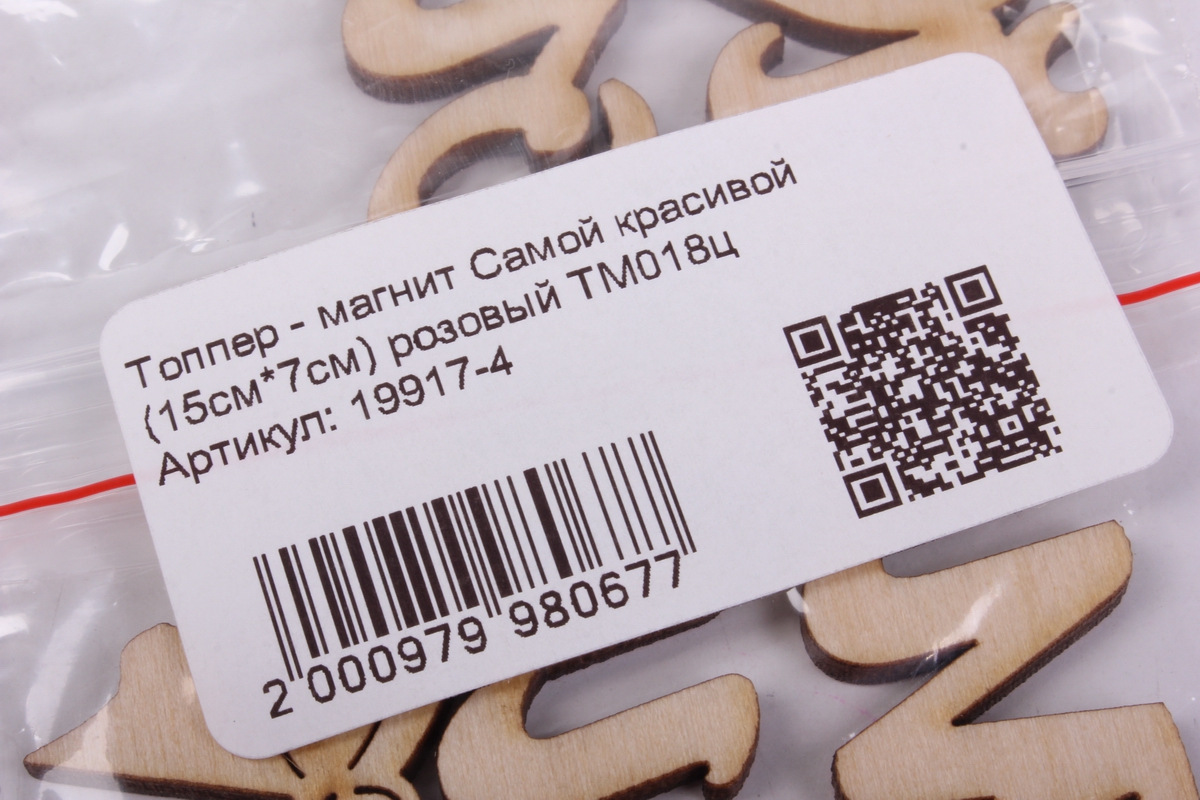 Топпер - магнит Самой красивой
(15см*7см) розовый ТМ018ц
Артикул: 19917-4
2 000979 980677